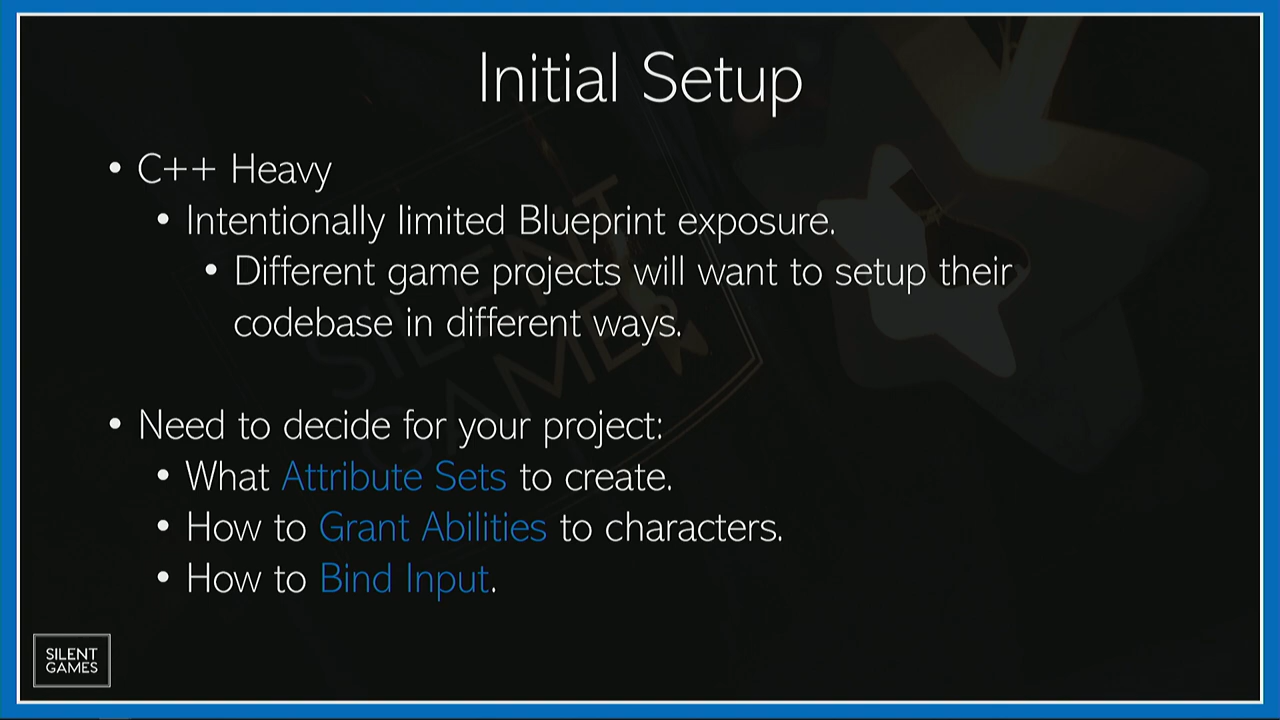 Initial Setup
• C++ Heavy
• Intentionally limited Blueprint exposure.
• Different game projects will want to setup their
codebase in different ways.
• Need to decide for your project:
• What Attribute Sets to create.
• How to Grant Abilities to characters.
• How to Bind Input.
SILENT
GAMES
SILENT
GAMES